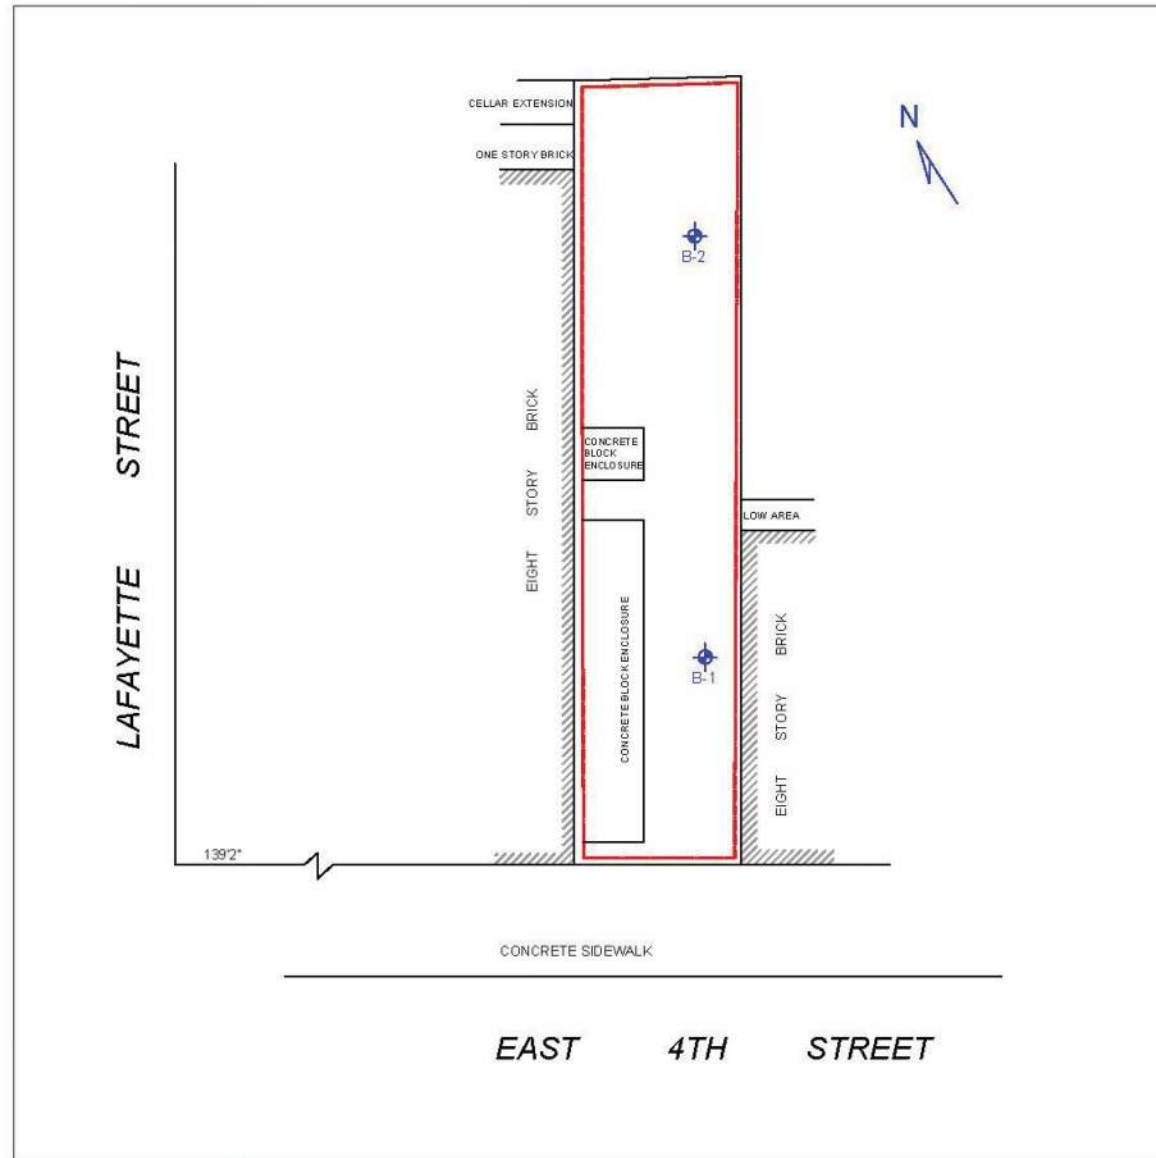 CELLAR EXTENSION
ONE STORY BRICK
N
B-2
LAFAYETTE STREET
EIGHT STORY BRICK
CONCRETE
BLOCK
ENCLOSURE
LOW AREA
CONCRETE BLOCK ENCLOSURE
B-1
EIGHT STORY BRICK
139'2"
CONCRETE SIDEWALK
EAST 4TH STREET